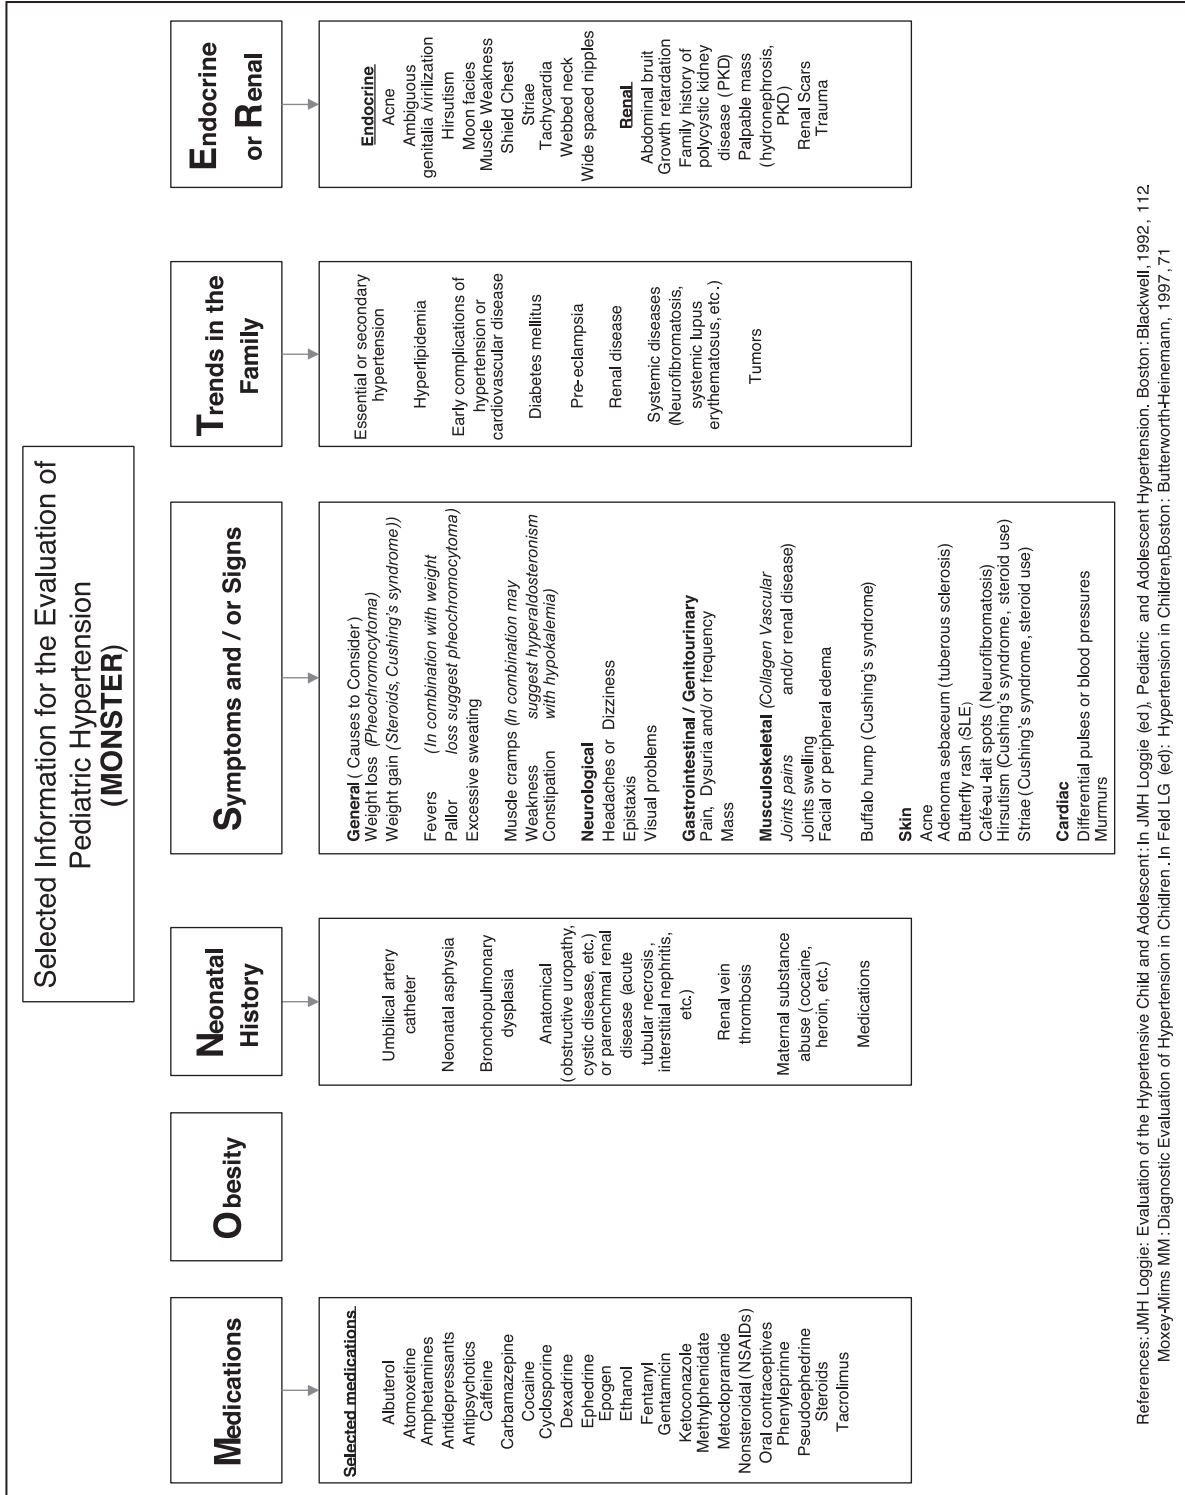 Selected Information for the Evaluation of
Pediatric Hypertension
(MONSTER)
Medications
Selected medications
Albuterol
Atomoxetine
Amphetamines
Antidepressants
Antipsychotics
Caffeine
Carbamazepine
Cocaine
Cyclosporine
Dexadrine
Ephedrine
Epogen
Ethanol
Fentanyl
Gentamicin
Ketoconazole
Methylphenidate
Metoclopramide
Nonsteroidal (NSAIDs)
Oral contraceptives
Phenyleprinne
Pseudoephedrine
Steroids
Tacrolimus
Obesity
Neonatal
History
Umbilical artery
catheter
Neonatal asphysia
Bronchopulmonary
dysplasia
Anatomical
(obstructive uropathy,
cystic disease, etc.)
or parenchmal renal
disease (acute
tubular necrosis,
interstitial nephritis,
etc.)
Renal vein
thrombosis
Maternal substance
abuse (cocaine,
heroin, etc.)
Medications
Symptoms and / or Signs
General ( Causes to Consider )
Weight loss (Pheochromocytoma)
Weight gain (Steroids, Cushing's syndrome))
Fevers (In combination with weight
Pallor loss suggest pheochromocytoma)
Excessive sweating
Muscle cramps (In combination may
Weakness suggest hyperaldosteronism
Constipation with hypokalemia)
Neurological
Headaches or Dizziness
Epistaxis
Visual problems
Gastrointestinal / Genitourinary
Pain, Dysuria and/ or frequency
Mass
Musculoskeletal (Collagen Vascular
Joints pains and/or renal disease)
Joints swelling
Facial or peripheral edema
Buffalo hump (Cushing's syndrome)
Skin
Acne
Adenoma sebaceum (tuberous sclerosis)
Butterfly rash (SLE)
Café-au-lait spots (Neurofibromatosis)
Hirsutism (Cushing's syndrome, steroid use)
Striae (Cushing's syndrome, steroid use)
Cardiac
Differential pulses or blood pressures
Murmurs
Trends in the
Family
Essential or secondary
hypertension
Hyperlipidemia
Early complications of
hypertension or
cardiovascular disease
Diabetes mellitus
Pre-eclampsia
Renal disease
Systemic diseases
(Neurofibromatosis,
systemic lupus
erythematosus, etc.)
Tumors
Endocrine
or Renal
Endocrine
Acne
Ambiguous
genitalia /virilization
Hirsutism
Moon facies
Muscle Weakness
Shield Chest
Striae
Tachycardia
Webbed neck
Wide spaced nipples
Renal
Abdominal bruit
Growth retardation
Family history of
polycystic kidney
disease (PKD)
Palpable mass
(hydronephrosis,
PKD)
Renal Scars
Trauma
References: JMH Loggie: Evaluation of the Hypertensive Child and Adolescent: In JMH Loggie (ed), Pediatric and Adolescent Hypertension. Boston: Blackwell, 1992, 112
Moxey-Mims MM: Diagnostic Evaluation of Hypertension in Chidlren. In Feld LG (ed): Hypertension in Children, Boston: Butterworth-Heinemann, 1997, 71